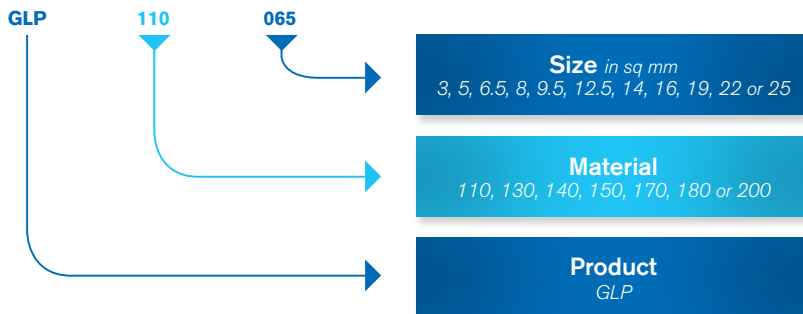 GLP 110 065
Size in sq mm
3, 5, 6.5, 8, 9.5, 12.5, 14, 16, 19, 22 or 25
Material
110, 130, 140, 150, 170, 180 or 200
Product
GLP